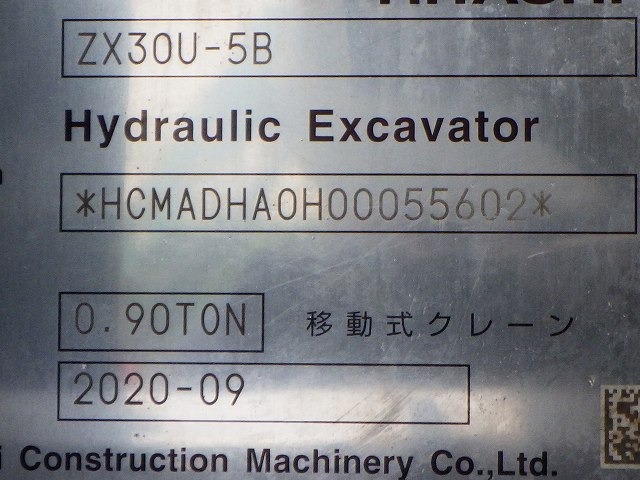 HITACHI
ZX30U-5B
Hydraulic Excavator
*HCMADHA0H00055602*
0.90TON 移動式クレーン
2020-09
i Construction Machinery Co.,Ltd.